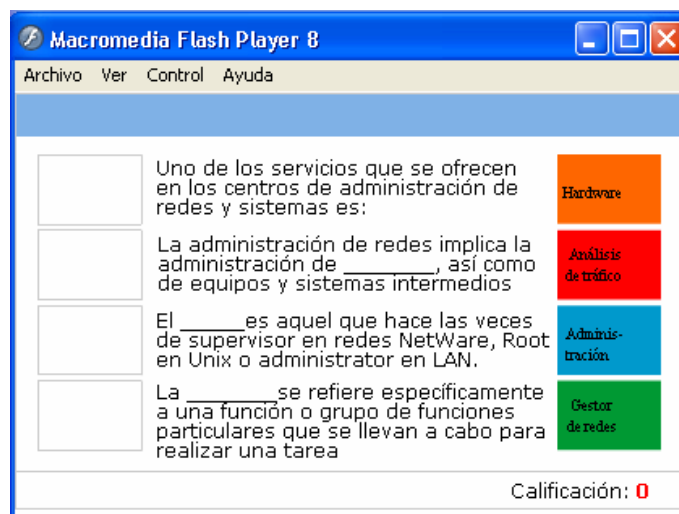 Macromedia Flash Player 8
Archivo Ver Control Ayuda
Uno de los servicios que se ofrecen
en los centros de administración de
redes y sistemas es:
Hardware
La administración de redes implica la
administración de ________, así como
de equipos y sistemas intermedios
Análisis
de tráfico
El ______es aquel que hace las veces
de supervisor en redes NetWare, Root
en Unix o administrator en LAN.
Adminis-
tración
La ________se refiere específicamente
a una función o grupo de funciones
particulares que se llevan a cabo para
realizar una tarea
Gestor
de redes
Calificación: 0